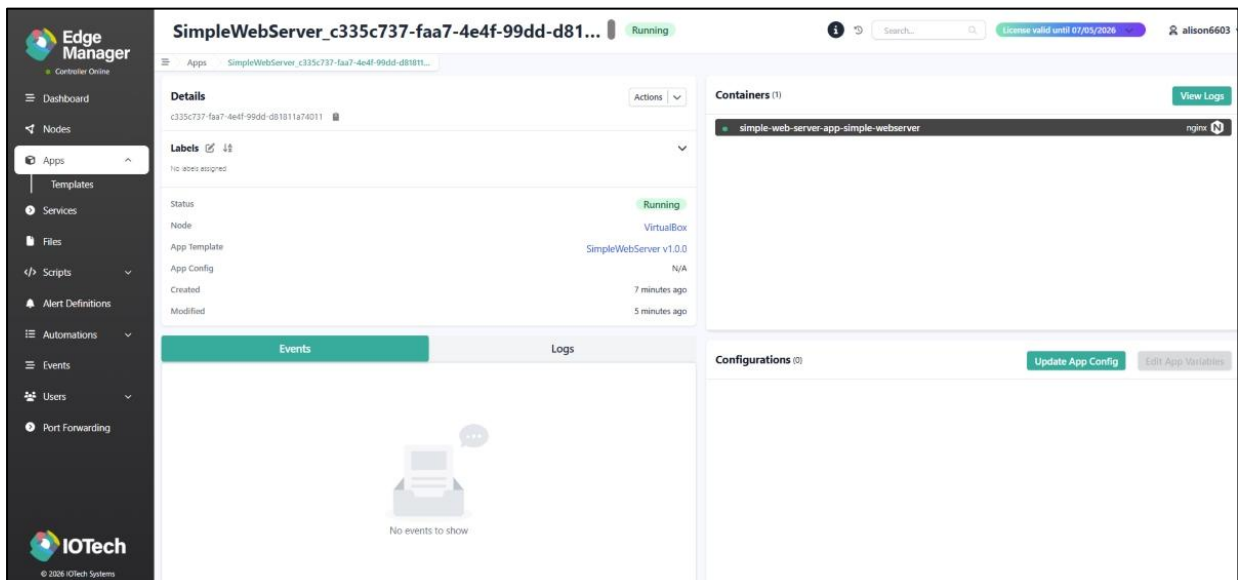 Edge
Manager
Controller Online
Dashboard
Nodes
Apps
Templates
Services
Files
</> Scripts
Alert Definitions
Automations
Events
Users
Port Forwarding
IOTech
© 2026 IOTech Systems
SimpleWebServer_c335c737-faa7-4e4f-99dd-d81... Running
Search...
License valid until 07/05/2026
alison6603
Apps SimpleWebServer_c335c737-faa7-4e4f-99dd-d81811...
Details
Actions
c335c737-faa7-4e4f-99dd-d81811a74011
Labels
No labels assigned
Status Running
Node VirtualBox
App Template SimpleWebServer v1.0.0
App Config N/A
Created 7 minutes ago
Modified 5 minutes ago
Events Logs
No events to show
Containers (1) View Logs
simple-web-server-app-simple-webserver nginx N
Configurations (0) Update App Config Edit App Variables